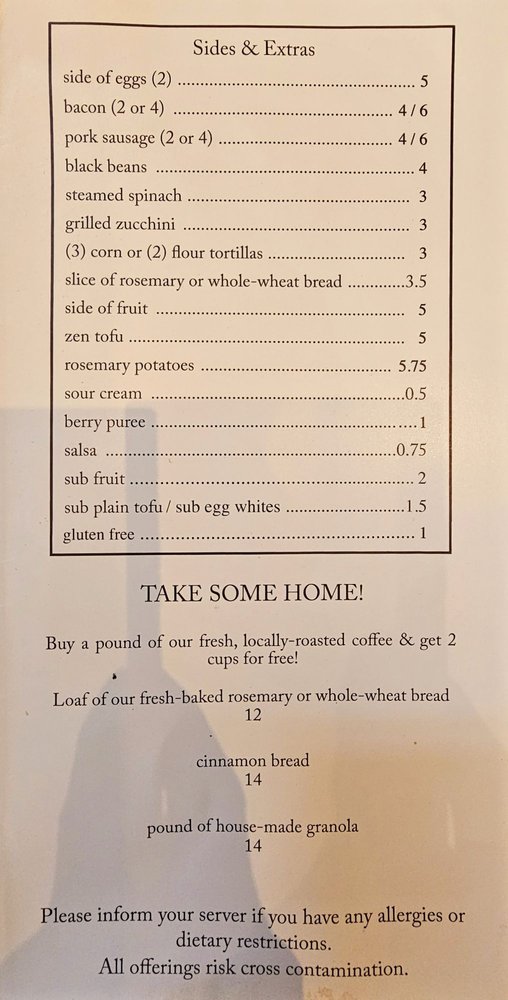 Sides & Extras
side of eggs (2) ................................................ 5
bacon (2 or 4) ............................................ 4 / 6
pork sausage (2 or 4) ................................... 4 / 6
black beans .................................................... 4
steamed spinach ............................................. 3
grilled zucchini .............................................. 3
(3) corn or (2) flour tortillas ............................ 3
slice of rosemary or whole-wheat bread ............3.5
side of fruit .................................................. 5
zen tofu ........................................................ 5
rosemary potatoes ...................................... 5.75
sour cream ...................................................0.5
berry puree .....................................................1
salsa ..........................................................0.75
sub fruit .......................................................... 2
sub plain tofu / sub egg whites ........................1.5
gluten free ....................................................... 1
TAKE SOME HOME!
Buy a pound of our fresh, locally-roasted coffee & get 2
cups for free!
Loaf of our fresh-baked rosemary or whole-wheat bread
12
cinnamon bread
14
pound of house-made granola
14
Please inform your server if you have any allergies or
dietary restrictions.
All offerings risk cross contamination.